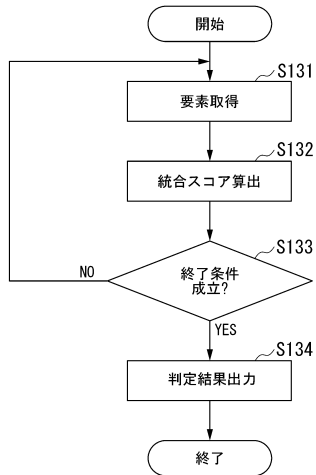 開始
S131
要素取得
S132
統合スコア算出
S133
終了条件
成立?
NO
YES
S134
判定結果出力
終了